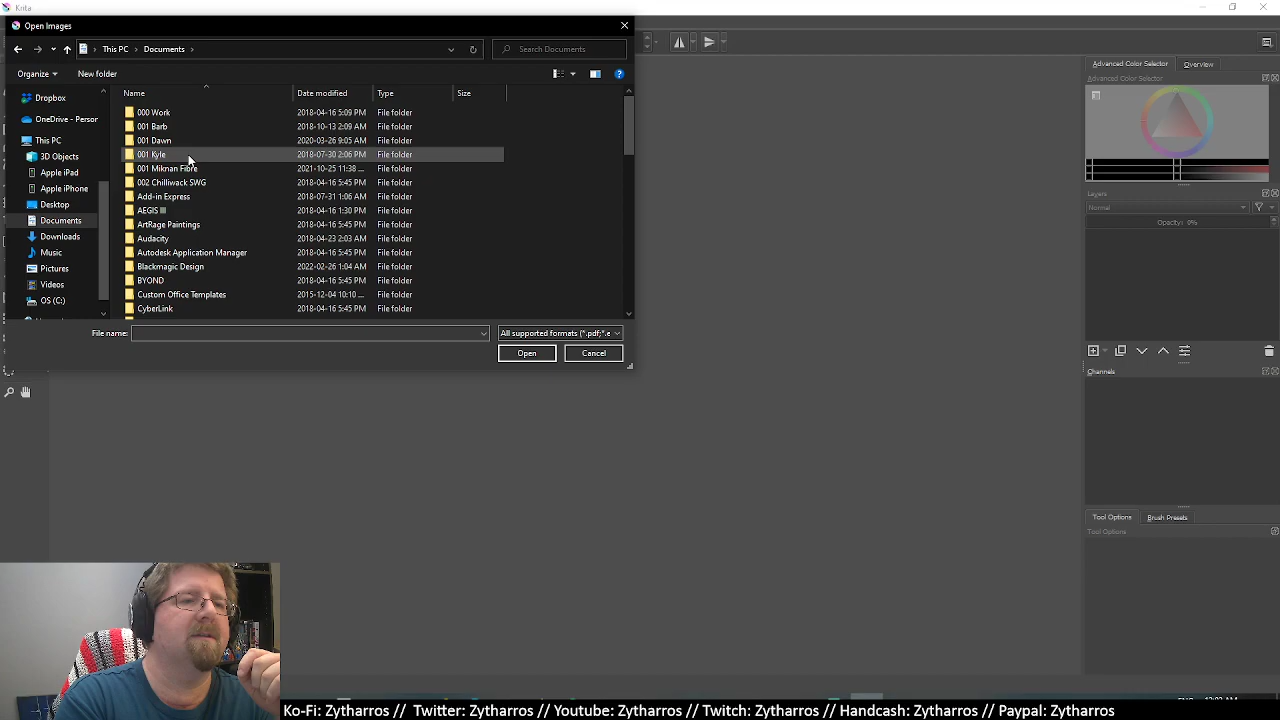 Krita
Open Images
This PC
Documents
Search Documents
Organize
New folder
Name
Date modified
Type
Size
Dropbox
OneDrive - Person
This PC
3D Objects
Apple iPad
Apple iPhone
Desktop
Documents
Downloads
Music
Pictures
Videos
OS (C:)
000 Work 2018-04-16 5:09 PM File folder
001 Barb 2018-10-13 2:09 AM File folder
001 Dawn 2020-03-26 9:05 AM File folder
001 Kyle 2018-07-30 2:06 PM File folder
001 Miknan Fibre 2021-10-25 11:38 ... File folder
002 Chilliwack SWG 2018-04-16 5:45 PM File folder
Add-in Express 2018-07-31 1:06 AM File folder
AEGIS 2018-04-16 1:30 PM File folder
ArtRage Paintings 2018-04-16 5:45 PM File folder
Audacity 2018-04-23 2:03 AM File folder
Autodesk Application Manager 2018-04-16 5:45 PM File folder
Blackmagic Design 2022-02-26 1:04 AM File folder
BYOND 2018-04-16 5:45 PM File folder
Custom Office Templates 2015-12-04 10:10 ... File folder
CyberLink 2018-04-16 5:45 PM File folder
File name:
All supported formats (*.pdf;*.e
Open
Cancel
Advanced Color Selector
Overview
Advanced Color Selector
Layers
Normal
Opacity: 0%
Channels
Tool Options
Brush Presets
Tool Options
Ko-Fi: Zytharros // Twitter: Zytharros // Youtube: Zytharros // Twitch: Zytharros // Handcash: Zytharros // Paypal: Zytharros